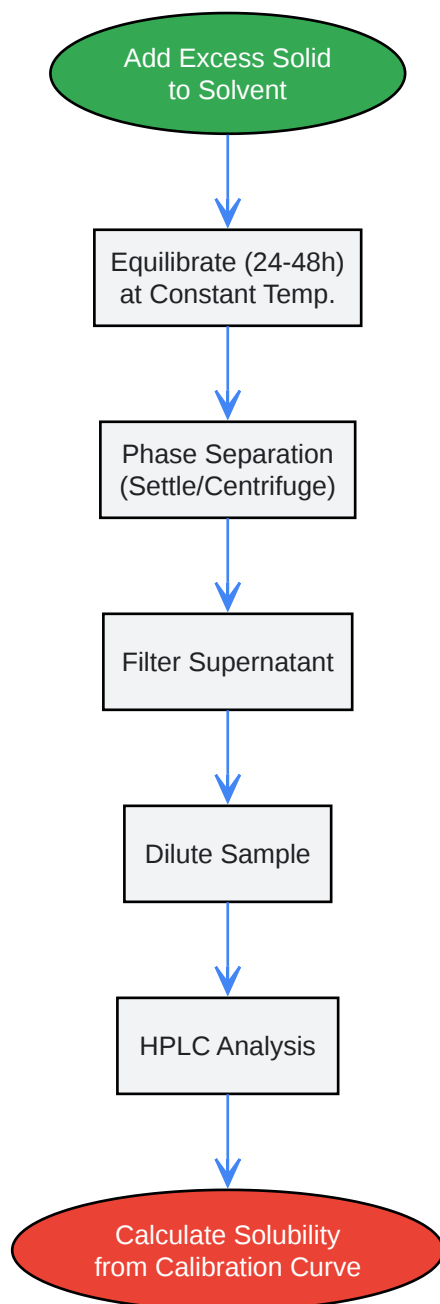 Add Excess Solid
to Solvent
Equilibrate (24-48h)
at Constant Temp.
Phase Separation
(Settle/Centrifuge)
Filter Supernatant
Dilute Sample
HPLC Analysis
Calculate Solubility
from Calibration Curve